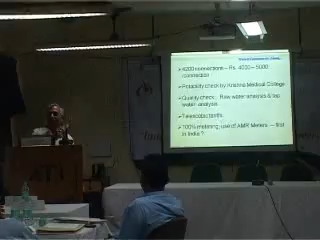 ➢ 4200 connections – Rs. 4000 – 5000
connection
➢ Potability check by Krishna Medical College
➢ Quality check : Raw water analysis & tap
water analysis
➢ Telescopic tariffs
➢ 100% metering, use of AMR Meters – first
in India ?